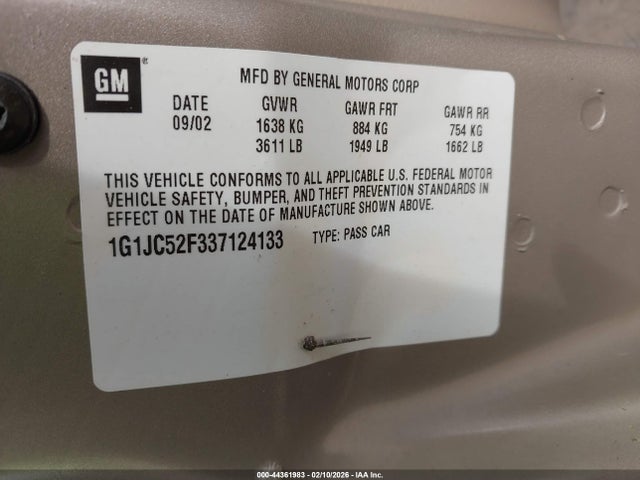 GM ®
MFD BY GENERAL MOTORS CORP
DATE GVWR GAWR FRT GAWR RR
09/02 1638 KG 884 KG 754 KG
3611 LB 1949 LB 1662 LB
THIS VEHICLE CONFORMS TO ALL APPLICABLE U.S. FEDERAL MOTOR
VEHICLE SAFETY, BUMPER, AND THEFT PREVENTION STANDARDS IN
EFFECT ON THE DATE OF MANUFACTURE SHOWN ABOVE.
1G1JC52F337124133 TYPE: PASS CAR
000-44361983 - 02/10/2026 - IAA Inc.